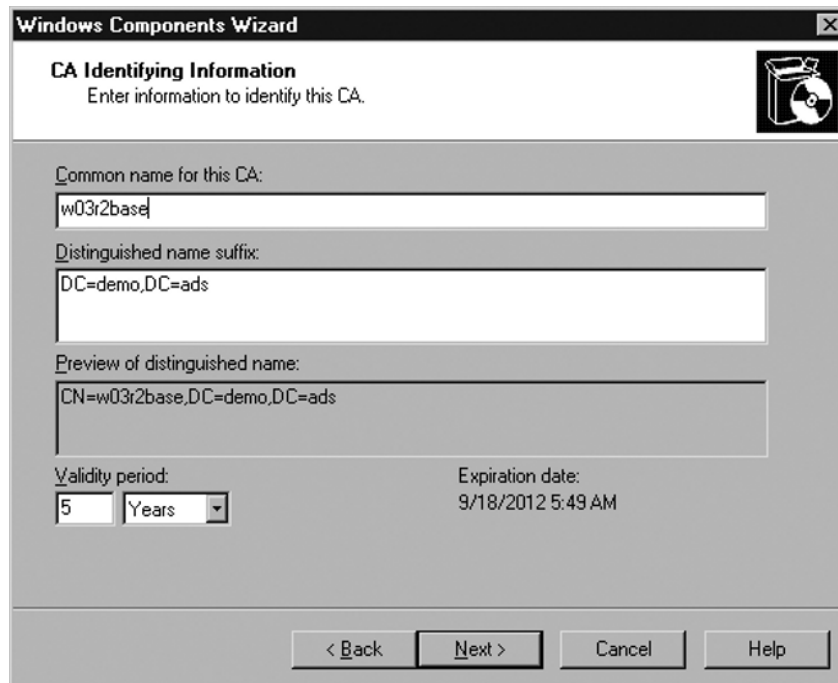 Windows Components Wizard
CA Identifying Information
Enter information to identify this CA.
Common name for this CA:
w03r2base
Distinguished name suffix:
DC=demo,DC=ads
Preview of distinguished name:
CN=w03r2base,DC=demo,DC=ads
Validity period:
Expiration date:
5 Years
9/18/2012 5:49 AM
< Back Next > Cancel Help